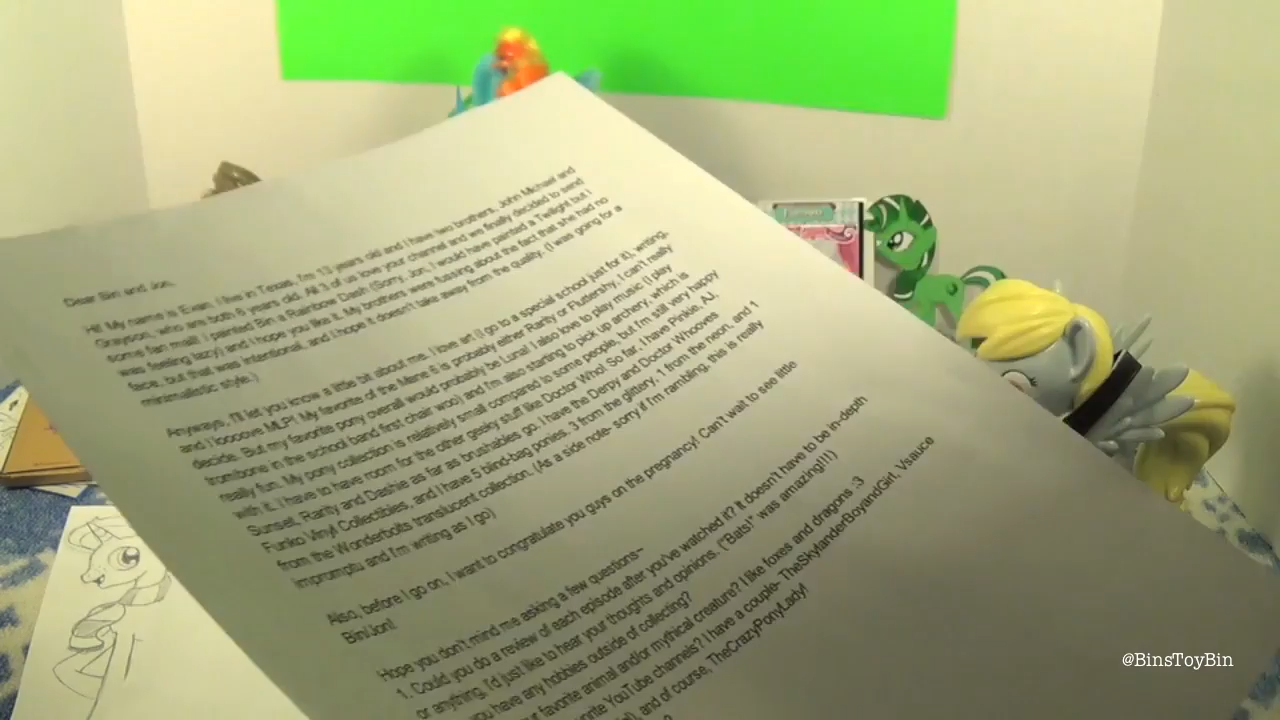 Dear Bin and Jon,
Hi! My name is Evan, I live in Texas. I'm 13 years old and I have two brothers, John Michael and
Grayson, who are both 6 years old. All 3 of us love your channel and we finally decided to send
some fan mail! I painted Bin a Rainbow Dash (Sorry, Jon, I would have painted a Twilight but I
was feeling lazy) and I hope you like it. My brothers were fussing about the fact that she had no
face, but that was intentional, and I hope it doesn't take away from the quality. (I was going for a
minimalistic style.)
Anyways, I'll let you know a little bit about me. I love art (I go to a special school just for it), writing,
and I loooove MLP! My favorite of the Mane 6 is probably either Rarity or Fluttershy, I can't really
decide. But my favorite pony overall would probably be Luna! I also love to play music (I play
trombone in the school band first chair woo) and I'm also starting to pick up archery, which is
really fun. My pony collection is relatively small compared to some people, but I'm still very happy
with it. I have to have room for the other geeky stuff like Doctor Who! So far, I have Pinkie, AJ,
Sunset, Rarity and Dashie as far as brushables go. I have the Derpy and Doctor Whooves
Funko Vinyl Collectibles, and I have 5 blind-bag ponies. 3 from the glittery, 1 from the neon, and 1
from the Wonderbolts translucent collection. (As a side note- sorry if I'm rambling, this is really
impromptu and I'm writing as I go)
Also, before I go on, I want to congratulate you guys on the pregnancy! Can't wait to see little
Bin/Jon!
Hope you don't mind me asking a few questions--
1. Could you do a review of each episode after you've watched it? It doesn't have to be in-depth
or anything, I'd just like to hear your thoughts and opinions. ("Bats!" was amazing!!!)
you have any hobbies outside of collecting?
favorite animal and/or mythical creature? I like foxes and dragons :3
YouTube channels? I have a couple- TheSkylanderBoyandGirl, Vsauce
and of course, TheCrazyPonyLady!
@BinsToyBin